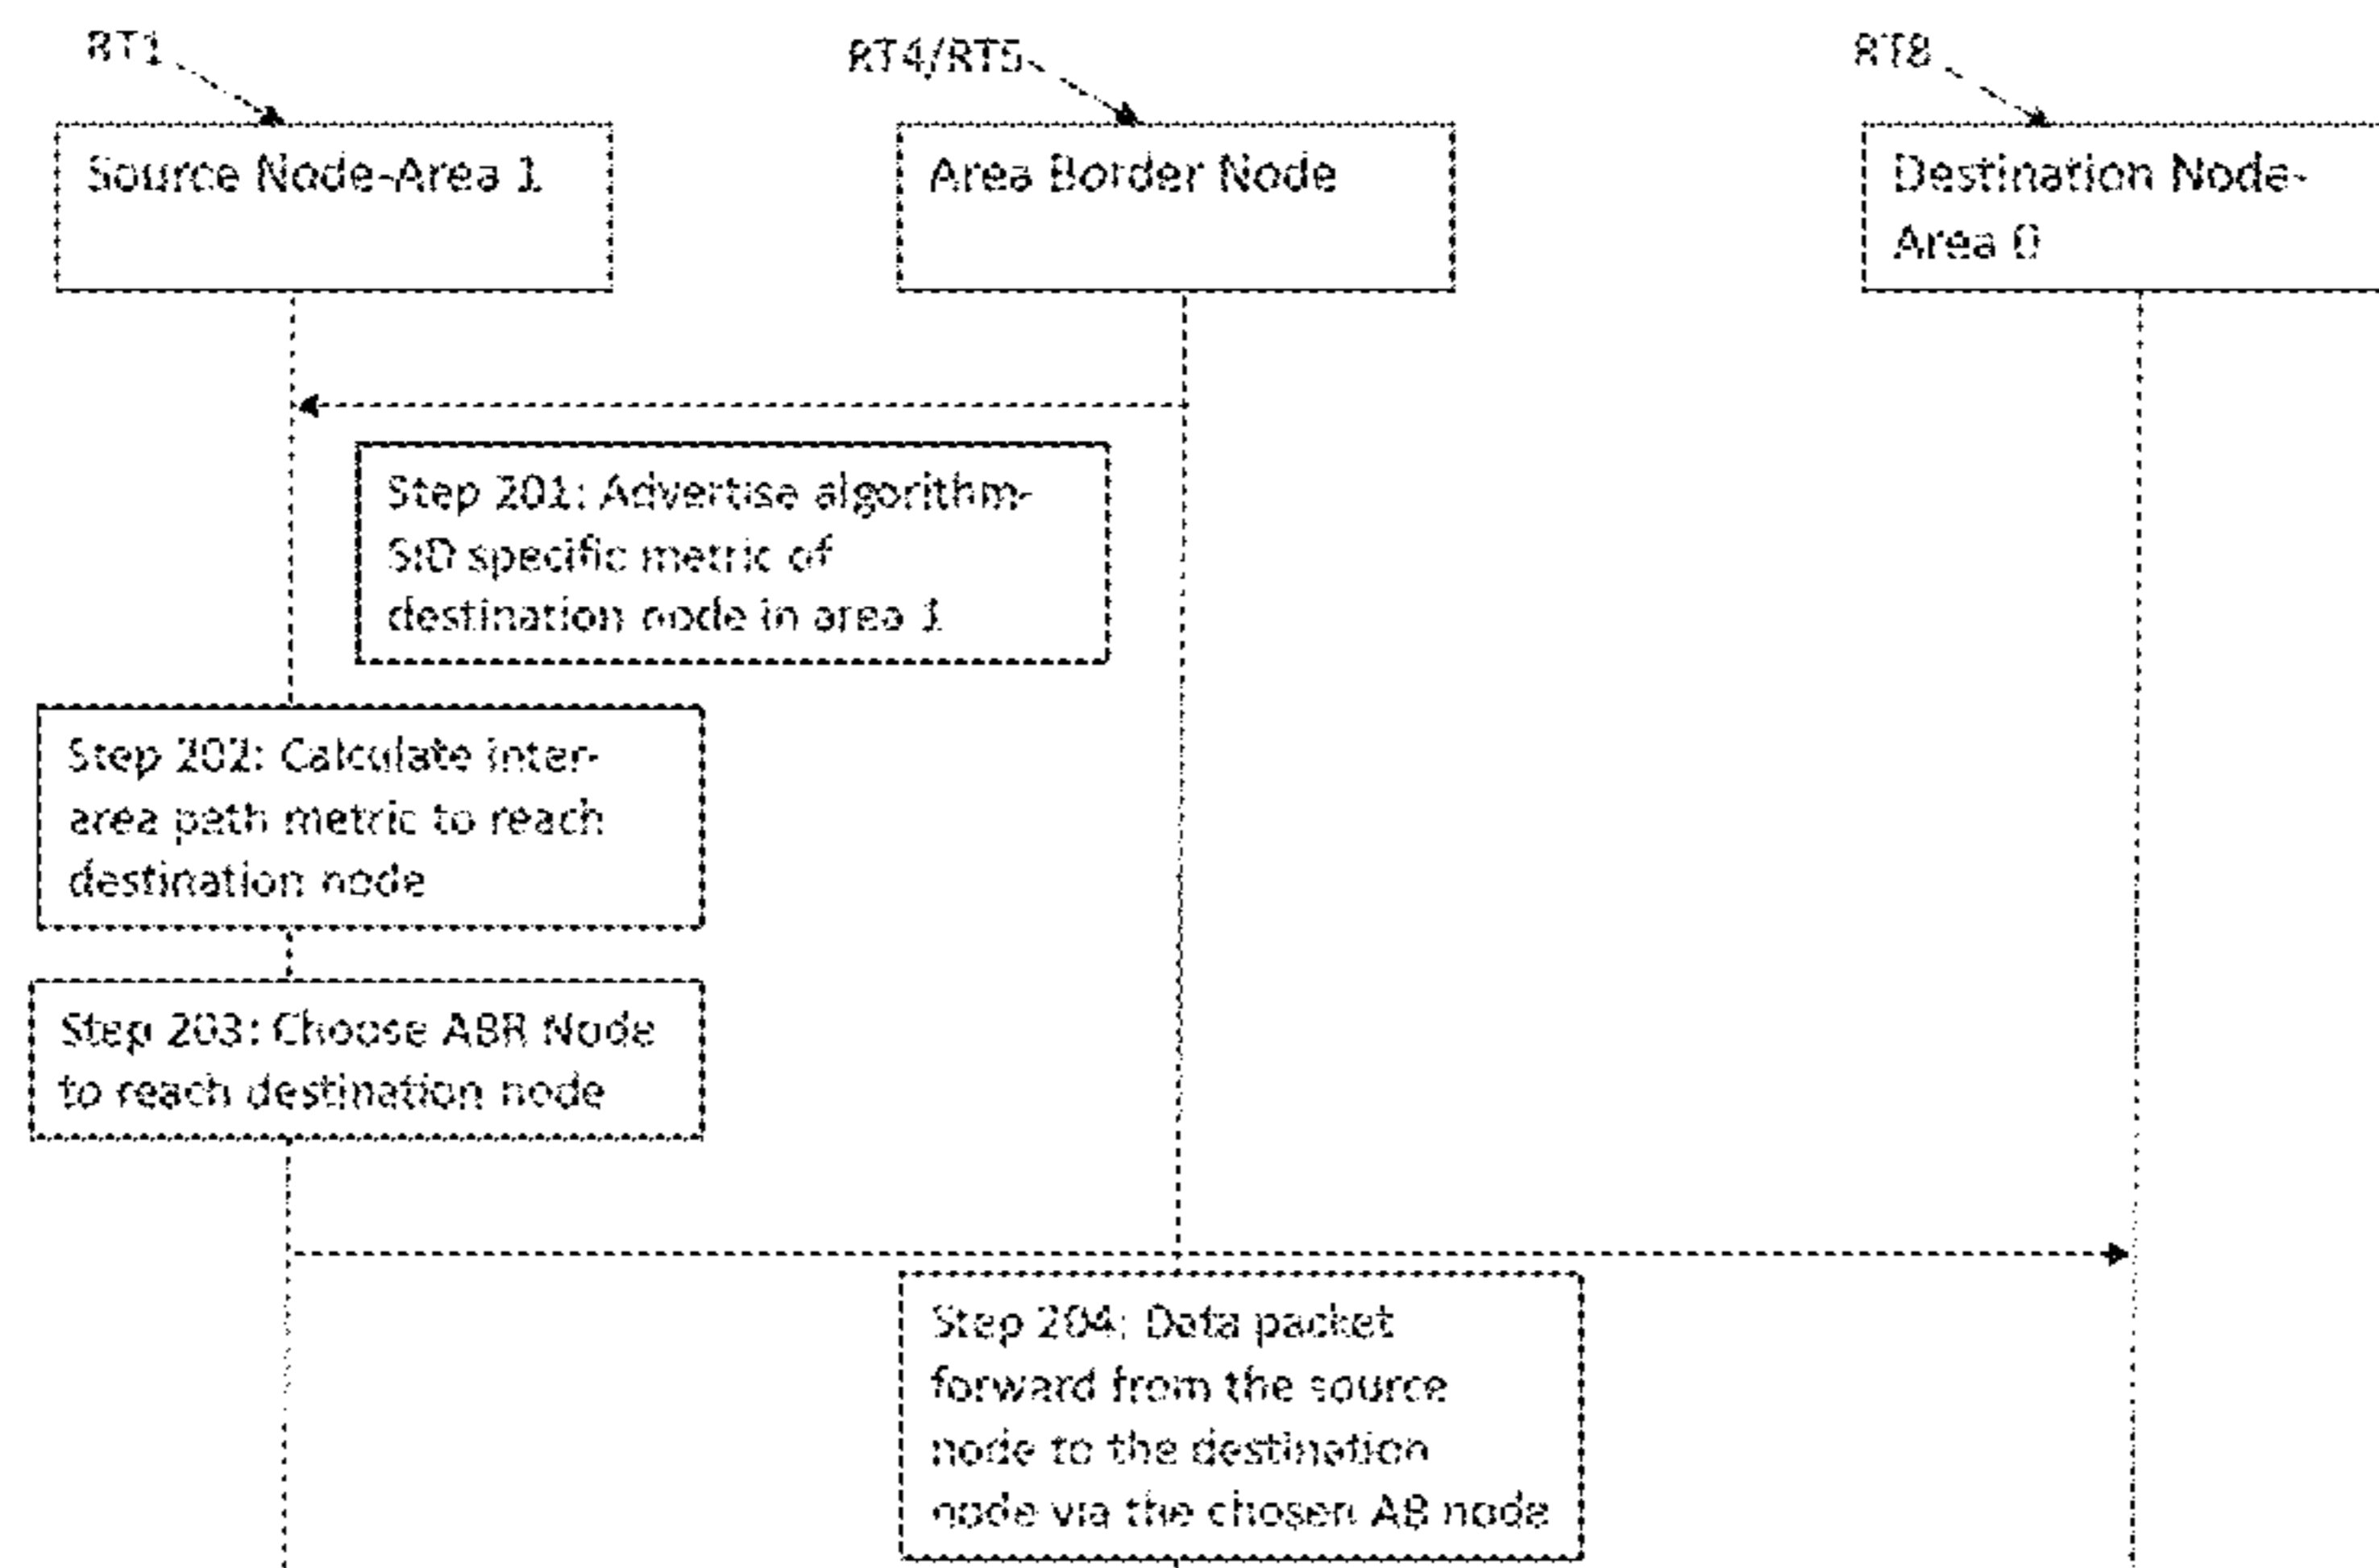 RT1
RT4/RT5
RT8
Source Node-Area 1
Area Border Node
Destination Node-
Area 0
Step 201: Advertise algorithm-
SID specific metric of
destination node in area 1
Step 202: Calculate inter-
area path metric to reach
destination node
Step 203: Choose ABR Node
to reach destination node
Step 204: Data packet
forward from the source
node to the destination
node via the chosen AB node